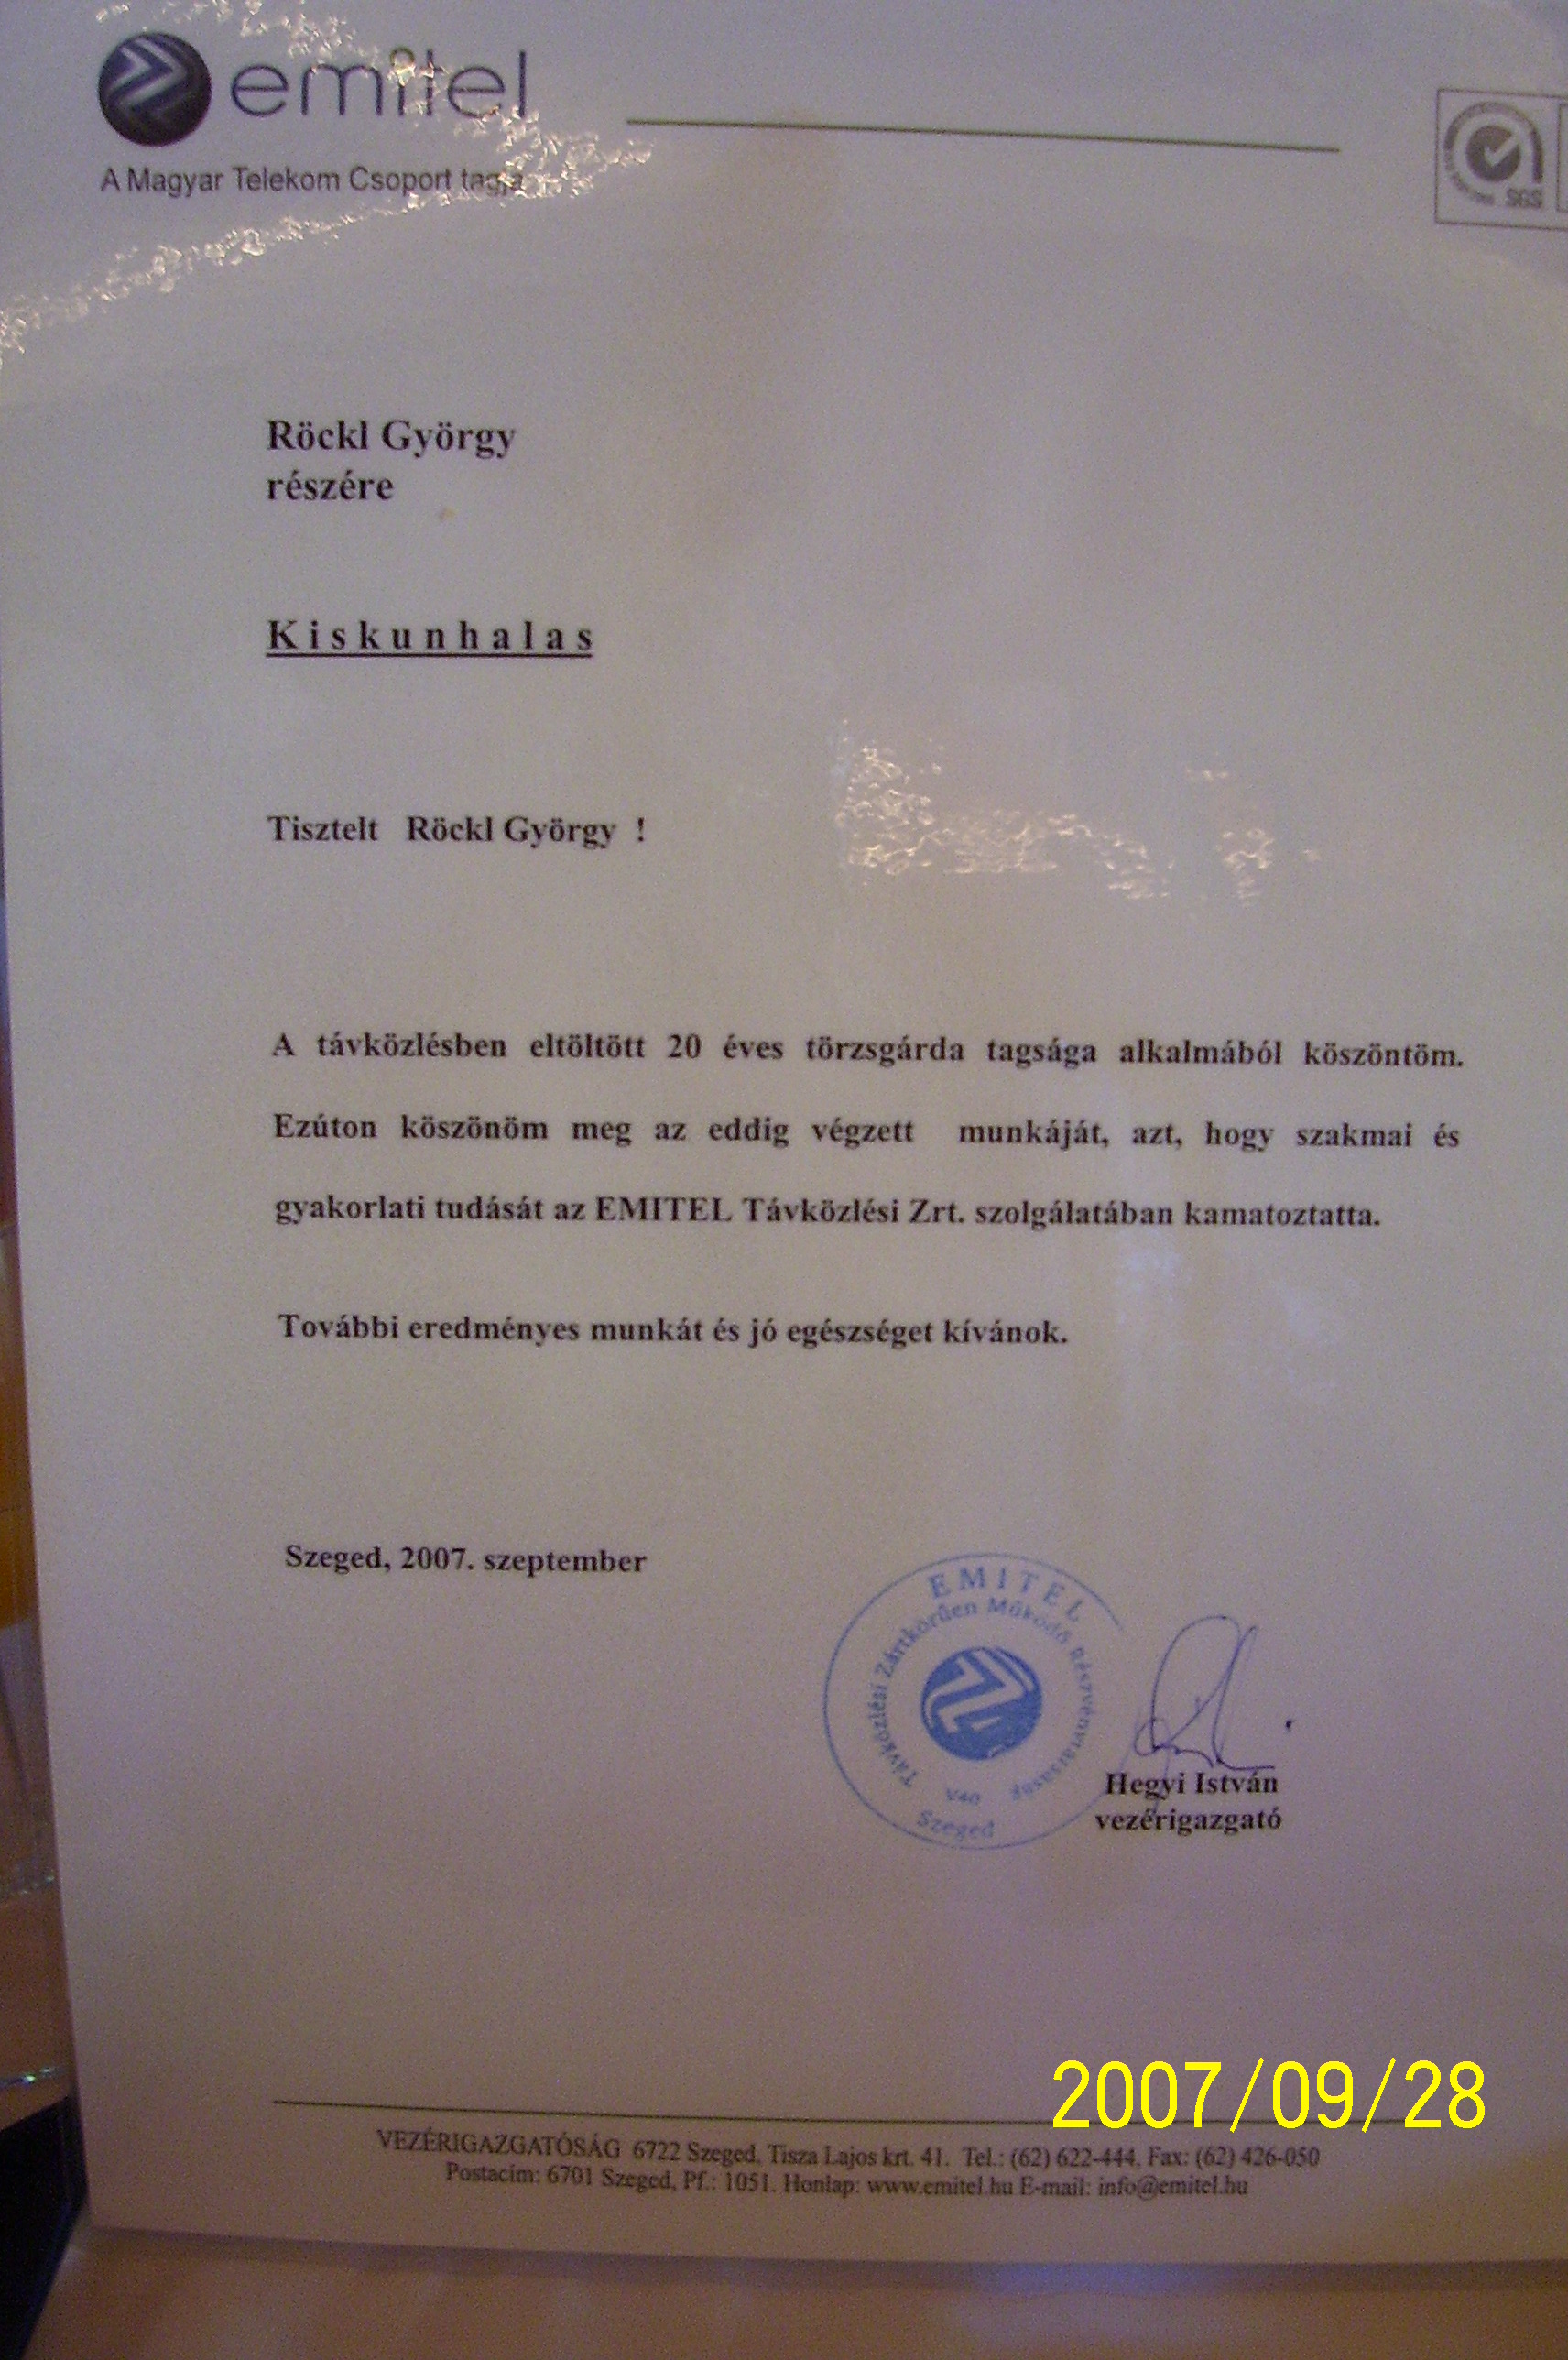 emitel
A Magyar Telekom Csoport tagja
SGS
Röckl György
részére
Kiskunhalas
Tisztelt Röckl György !
A távközlésben eltöltött 20 éves törzsgárda tagsága alkalmából köszöntöm.
Ezúton köszönöm meg az eddig végzett munkáját, azt, hogy szakmai és
gyakorlati tudását az EMITEL Távközlési Zrt. szolgálatában kamatoztatta.
További eredményes munkát és jó egészséget kívánok.
Szeged, 2007. szeptember
EMITEL
Távközlési Zártkörűen Működő Részvénytársaság
V40
Szeged
Hegyi István
vezérigazgató
2007/09/28
VEZÉRIGAZGATÓSÁG 6722 Szeged, Tisza Lajos krt. 41. Tel.: (62) 622-444, Fax: (62) 426-050
Postacím: 6701 Szeged, Pf.: 1051. Honlap: www.emitel.hu E-mail: info@emitel.hu